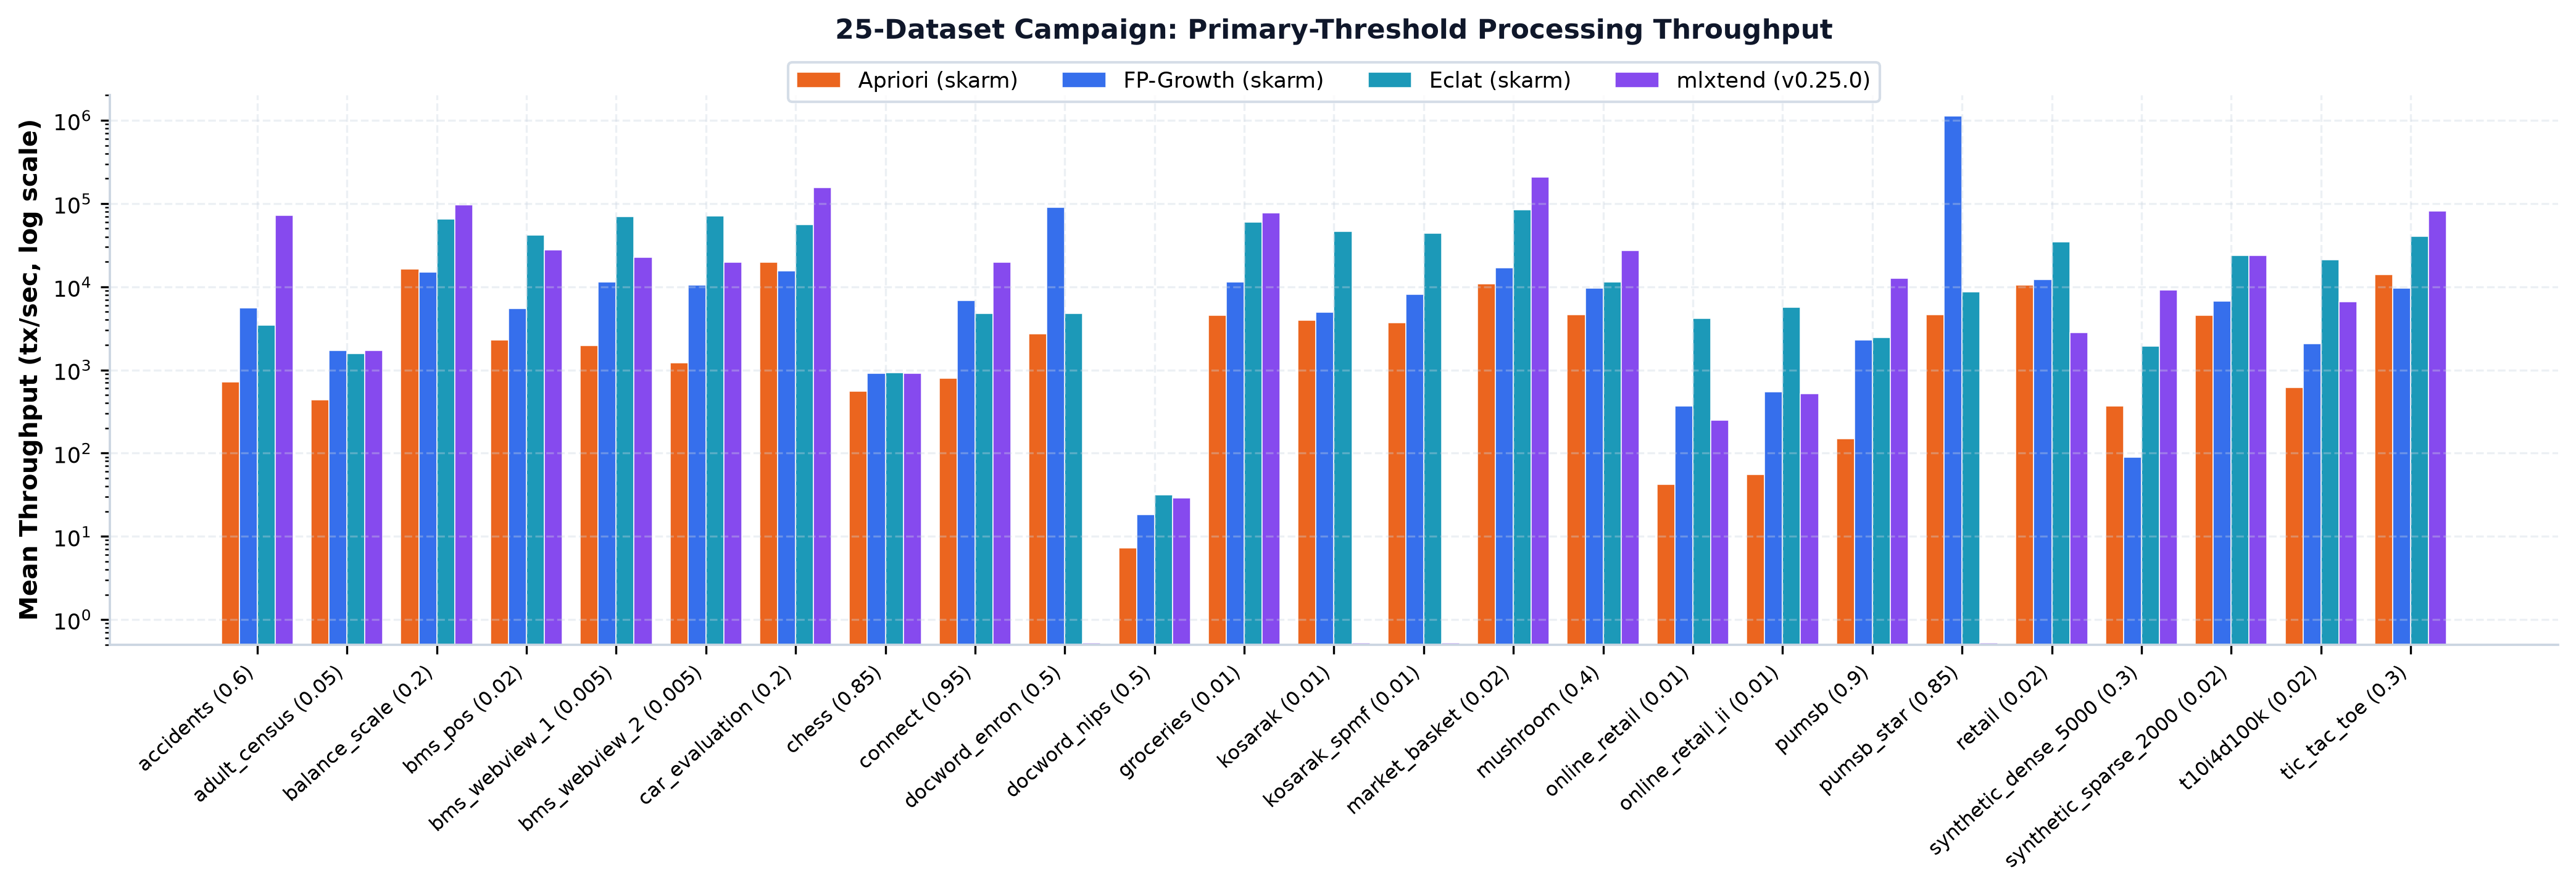 25-Dataset Campaign: Primary-Threshold Processing Throughput
Apriori (skarm)
FP-Growth (skarm)
Eclat (skarm)
mlxtend (v0.25.0)
Mean Throughput (tx/sec, log scale)
10⁶
10⁵
10⁴
10³
10²
10¹
10⁰
accidents (0.6)
adult_census (0.05)
balance_scale (0.2)
bms_pos (0.02)
bms_webview_1 (0.005)
bms_webview_2 (0.005)
car_evaluation (0.2)
chess (0.85)
connect (0.95)
docword_enron (0.5)
docword_nips (0.5)
groceries (0.01)
kosarak (0.01)
kosarak_spmf (0.01)
market_basket (0.02)
mushroom (0.4)
online_retail (0.01)
online_retail_ii (0.01)
pumsb (0.9)
pumsb_star (0.85)
retail (0.02)
synthetic_dense_5000 (0.3)
synthetic_sparse_2000 (0.02)
t10i4d100k (0.02)
tic_tac_toe (0.3)